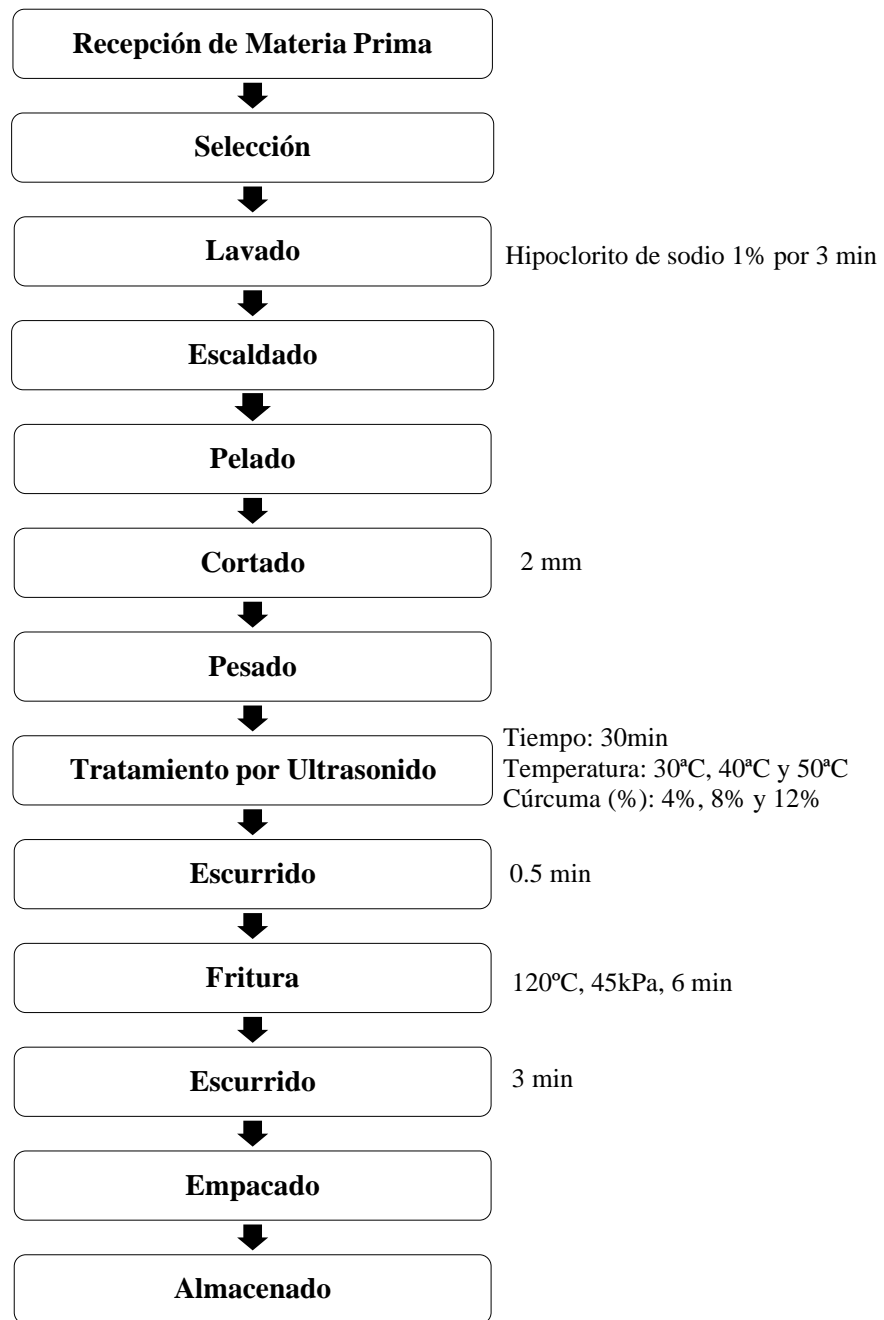 Recepción de Materia Prima
Selección
Lavado
Hipoclorito de sodio 1% por 3 min
Escaldado
Pelado
Cortado
2 mm
Pesado
Tratamiento por Ultrasonido
Tiempo: 30min
Temperatura: 30ªC, 40ªC y 50ªC
Cúrcuma (%): 4%, 8% y 12%
Escurrido
0.5 min
Fritura
120ºC, 45kPa, 6 min
Escurrido
3 min
Empacado
Almacenado